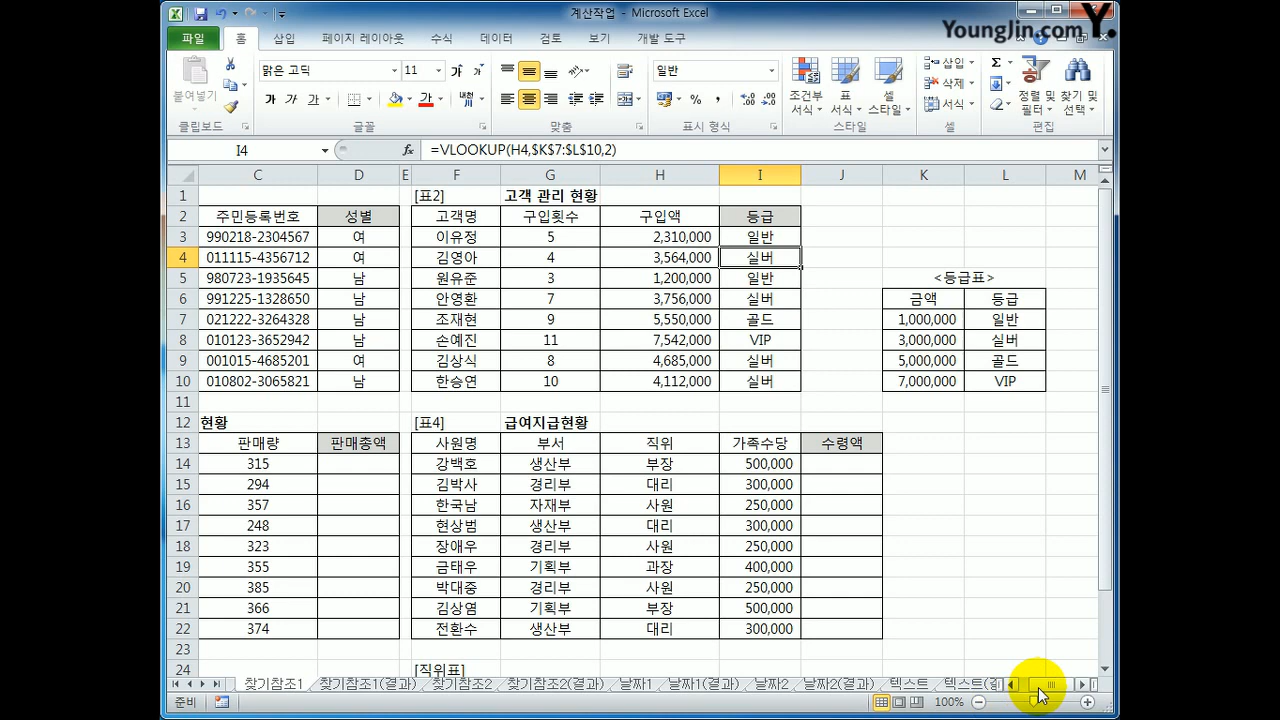 계산작업 - Microsoft Excel
YoungJin.com Y.
파일 홈 삽입 페이지 레이아웃 수식 데이터 검토 보기 개발 도구
맑은 고딕 11 일반
붙여넣기 가 가 가 조건부 서식 표 서식 셀 스타일 삽입 삭제 서식 정렬 및 필터 찾기 및 선택
클립보드 글꼴 맞춤 표시 형식 스타일 셀 편집
I4 fx =VLOOKUP(H4,$K$7:$L$10,2)
C D E F G H I J K L M
1 [표2] 고객 관리 현황
2 주민등록번호 성별 고객명 구입횟수 구입액 등급
3 990218-2304567 여 이유정 5 2,310,000 일반
4 011115-4356712 여 김영아 4 3,564,000 실버
5 980723-1935645 남 원유준 3 1,200,000 일반 <등급표>
6 991225-1328650 남 안영환 7 3,756,000 실버 금액 등급
7 021222-3264328 남 조재현 9 5,550,000 골드 1,000,000 일반
8 010123-3652942 남 손예진 11 7,542,000 VIP 3,000,000 실버
9 001015-4685201 여 김상식 8 4,685,000 실버 5,000,000 골드
10 010802-3065821 남 한승연 10 4,112,000 실버 7,000,000 VIP
11
12 현황 [표4] 급여지급현황
13 판매량 판매총액 사원명 부서 직위 가족수당 수령액
14 315 강백호 생산부 부장 500,000
15 294 김박사 경리부 대리 300,000
16 357 한국남 자재부 사원 250,000
17 248 현상범 생산부 대리 300,000
18 323 장애우 경리부 사원 250,000
19 355 금태우 기획부 과장 400,000
20 385 박대중 경리부 사원 250,000
21 366 김상염 기획부 부장 500,000
22 374 전환수 생산부 대리 300,000
23
24 [직위표]
찾기참조1 찾기참조1(결과) 찾기참조2 찾기참조2(결과) 날짜1 날짜1(결과) 날짜2 날짜2(결과) 텍스트
준비 100%